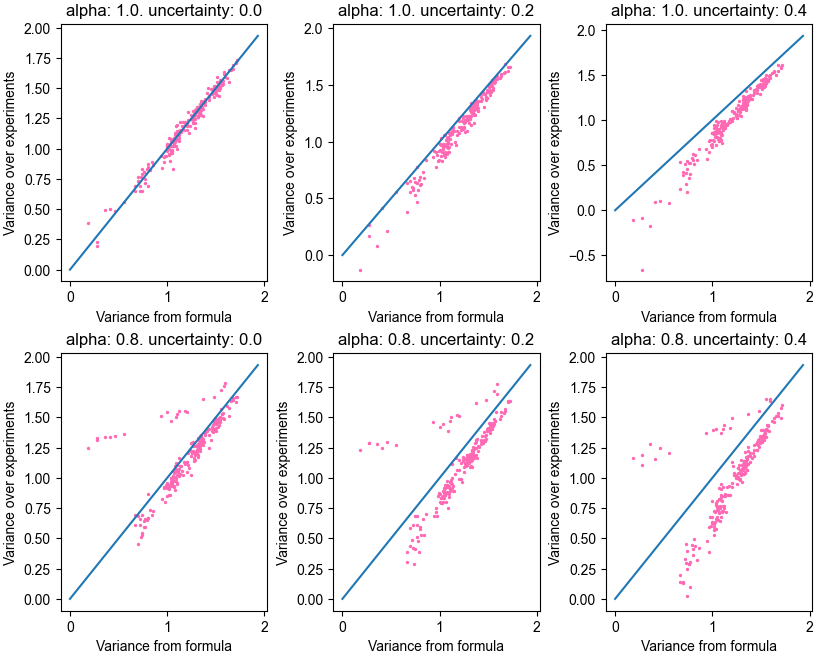 alpha: 1.0. uncertainty: 0.0
2.00
1.75
1.50
1.25
1.00
0.75
0.50
0.25
0.00
Variance over experiments
0 1 2
Variance from formula
alpha: 1.0. uncertainty: 0.2
2.0
1.5
1.0
0.5
0.0
Variance over experiments
0 1 2
Variance from formula
alpha: 1.0. uncertainty: 0.4
2.0
1.5
1.0
0.5
0.0
−0.5
Variance over experiments
0 1 2
Variance from formula
alpha: 0.8. uncertainty: 0.0
2.00
1.75
1.50
1.25
1.00
0.75
0.50
0.25
0.00
Variance over experiments
0 1 2
Variance from formula
alpha: 0.8. uncertainty: 0.2
2.00
1.75
1.50
1.25
1.00
0.75
0.50
0.25
0.00
Variance over experiments
0 1 2
Variance from formula
alpha: 0.8. uncertainty: 0.4
2.00
1.75
1.50
1.25
1.00
0.75
0.50
0.25
0.00
Variance over experiments
0 1 2
Variance from formula